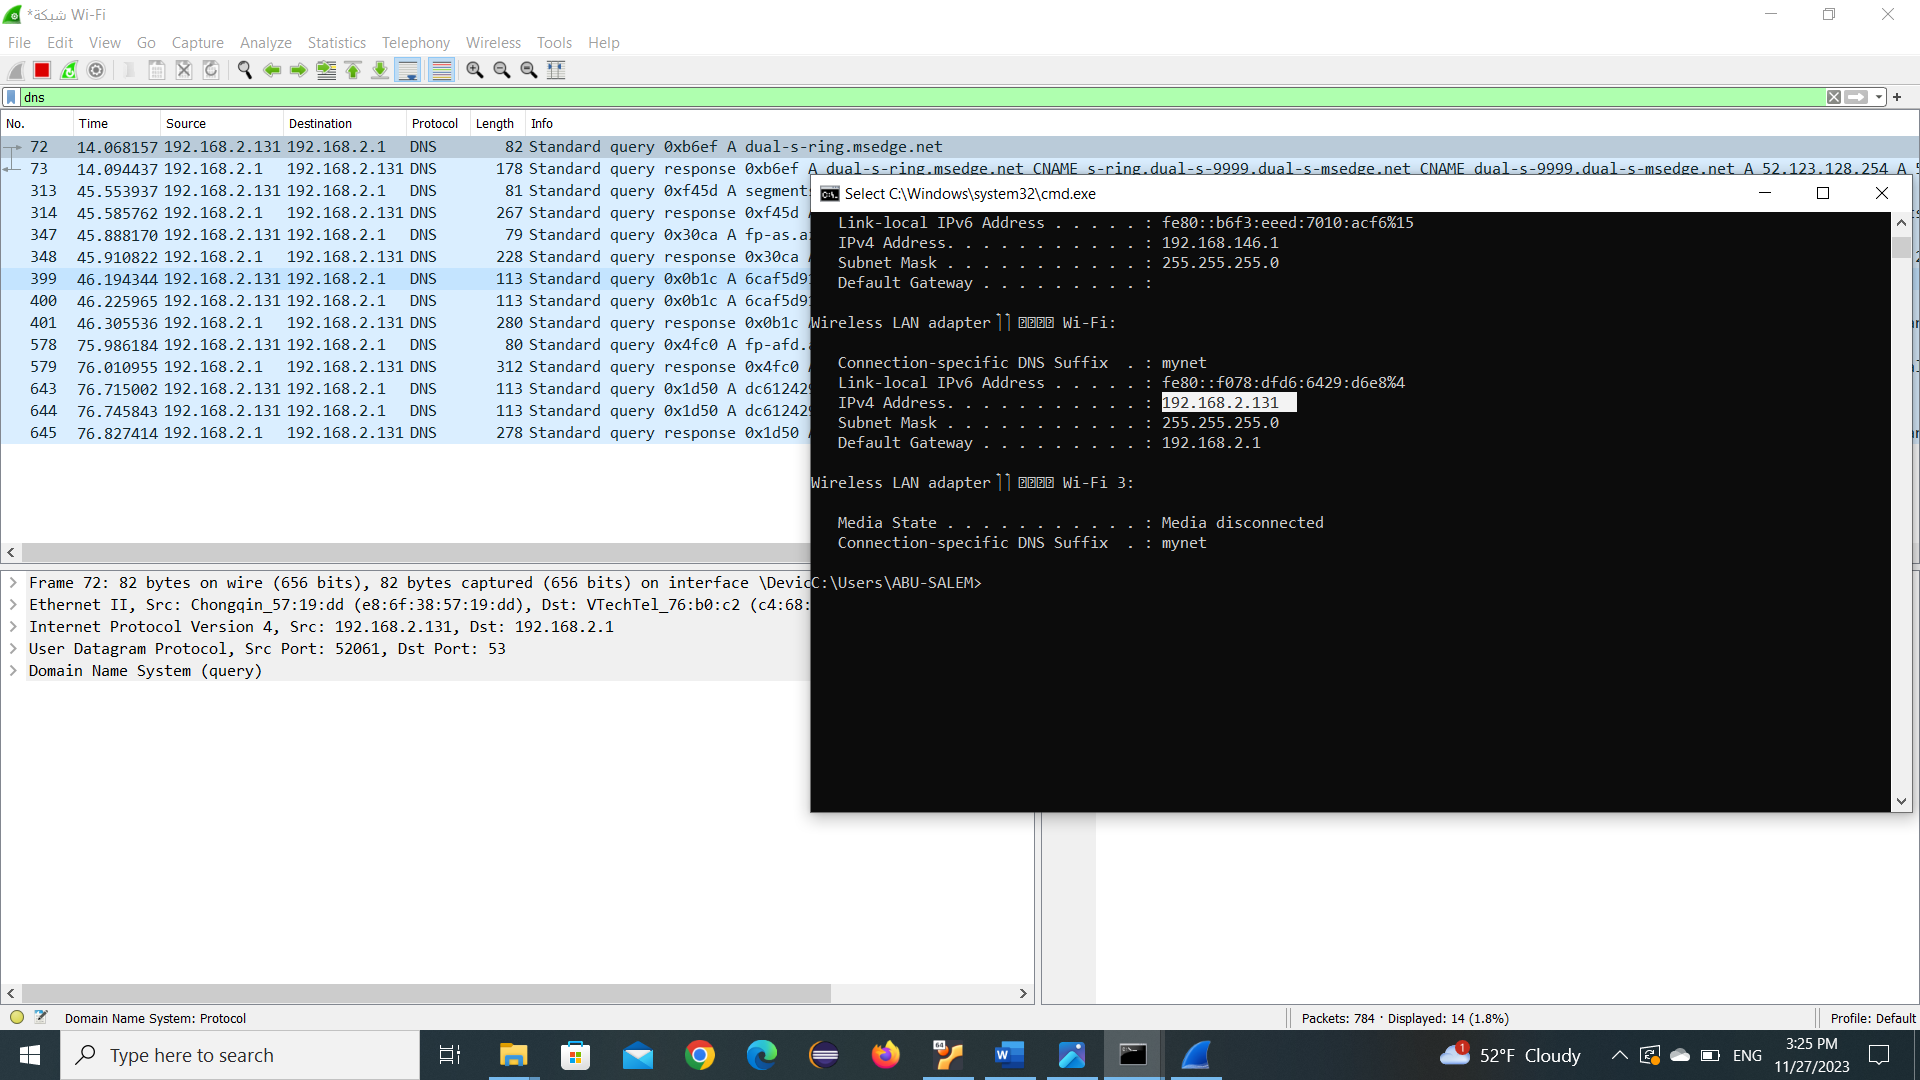 *شبكة Wi-Fi
File Edit View Go Capture Analyze Statistics Telephony Wireless Tools Help
dns
No. Time Source Destination Protocol Length Info
72 14.068157 192.168.2.131 192.168.2.1 DNS 82 Standard query 0xb6ef A dual-s-ring.msedge.net
73 14.094437 192.168.2.1 192.168.2.131 DNS 178 Standard query response 0xb6ef A dual-s-ring.msedge.net CNAME s-ring.dual-s-9999.dual-s-msedge.net CNAME dual-s-9999.dual-s-msedge.net A 52.123.128.254 A
313 45.553937 192.168.2.131 192.168.2.1 DNS 81 Standard query 0xf45d A segments
314 45.585762 192.168.2.1 192.168.2.131 DNS 267 Standard query response 0xf45d A
347 45.888170 192.168.2.131 192.168.2.1 DNS 79 Standard query 0x30ca A fp-as.a
348 45.910822 192.168.2.1 192.168.2.131 DNS 228 Standard query response 0x30ca A
399 46.194344 192.168.2.131 192.168.2.1 DNS 113 Standard query 0x0b1c A 6caf5d9
400 46.225965 192.168.2.131 192.168.2.1 DNS 113 Standard query 0x0b1c A 6caf5d9
401 46.305536 192.168.2.1 192.168.2.131 DNS 280 Standard query response 0x0b1c
578 75.986184 192.168.2.131 192.168.2.1 DNS 80 Standard query 0x4fc0 A fp-afd.
579 76.010955 192.168.2.1 192.168.2.131 DNS 312 Standard query response 0x4fc0
643 76.715002 192.168.2.131 192.168.2.1 DNS 113 Standard query 0x1d50 A dc61242
644 76.745843 192.168.2.131 192.168.2.1 DNS 113 Standard query 0x1d50 A dc61242
645 76.827414 192.168.2.1 192.168.2.131 DNS 278 Standard query response 0x1d50
Select C:\Windows\system32\cmd.exe
Link-local IPv6 Address . . . . . : fe80::b6f3:eeed:7010:acf6%15
IPv4 Address. . . . . . . . . . . : 192.168.146.1
Subnet Mask . . . . . . . . . . . : 255.255.255.0
Default Gateway . . . . . . . . . :
Wireless LAN adapter Wi-Fi:
Connection-specific DNS Suffix . : mynet
Link-local IPv6 Address . . . . . : fe80::f078:dfd6:6429:d6e8%4
IPv4 Address. . . . . . . . . . . : 192.168.2.131
Subnet Mask . . . . . . . . . . . : 255.255.255.0
Default Gateway . . . . . . . . . : 192.168.2.1
Wireless LAN adapter Wi-Fi 3:
Media State . . . . . . . . . . . : Media disconnected
Connection-specific DNS Suffix . : mynet
C:\Users\ABU-SALEM>
Frame 72: 82 bytes on wire (656 bits), 82 bytes captured (656 bits) on interface \Devic
Ethernet II, Src: Chongqin_57:19:dd (e8:6f:38:57:19:dd), Dst: VTechTel_76:b0:c2 (c4:68:
Internet Protocol Version 4, Src: 192.168.2.131, Dst: 192.168.2.1
User Datagram Protocol, Src Port: 52061, Dst Port: 53
Domain Name System (query)
Domain Name System: Protocol
Packets: 784 · Displayed: 14 (1.8%)
Profile: Default
Type here to search
64
1
52°F Cloudy
ENG
3:25 PM
11/27/2023